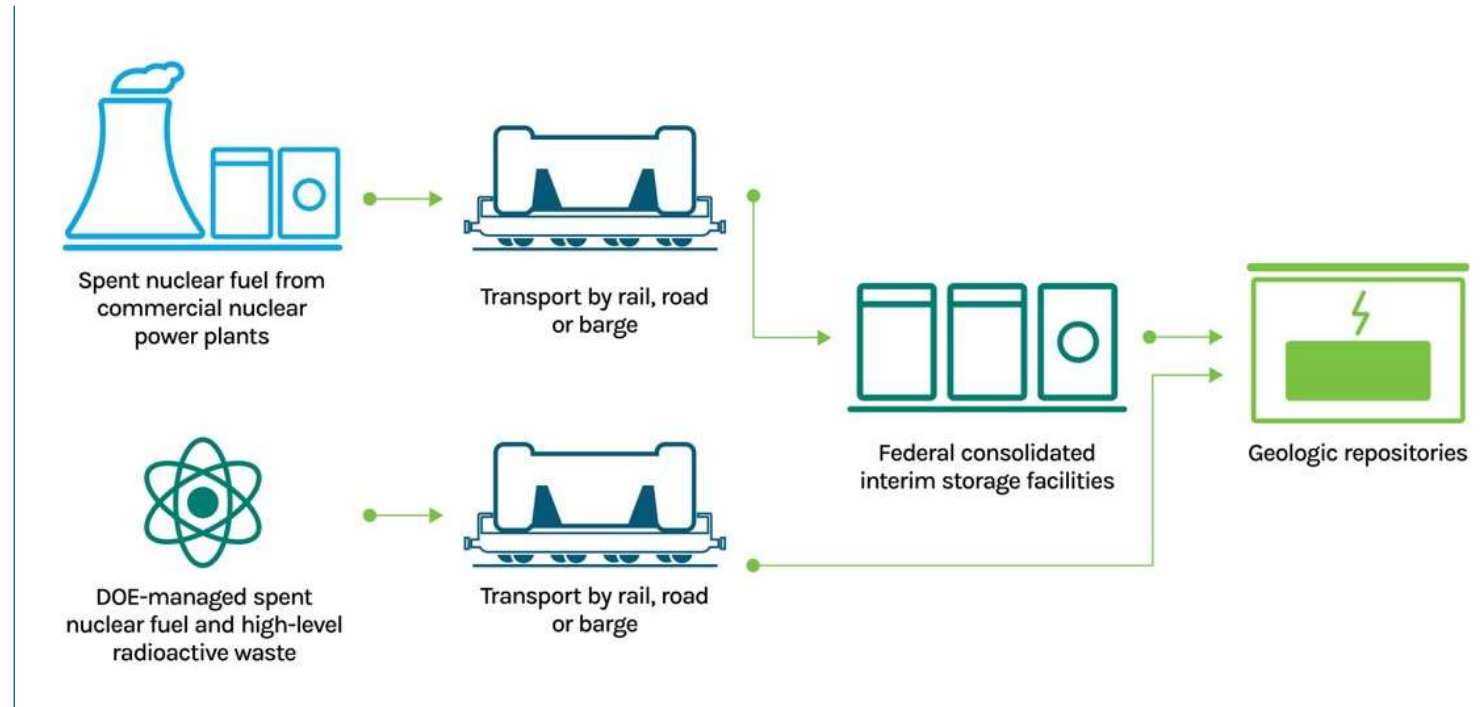 Spent nuclear fuel from
commercial nuclear
power plants
Transport by rail, road
or barge
Federal consolidated
interim storage facilities
Geologic repositories
DOE-managed spent
nuclear fuel and high-level
radioactive waste
Transport by rail, road
or barge